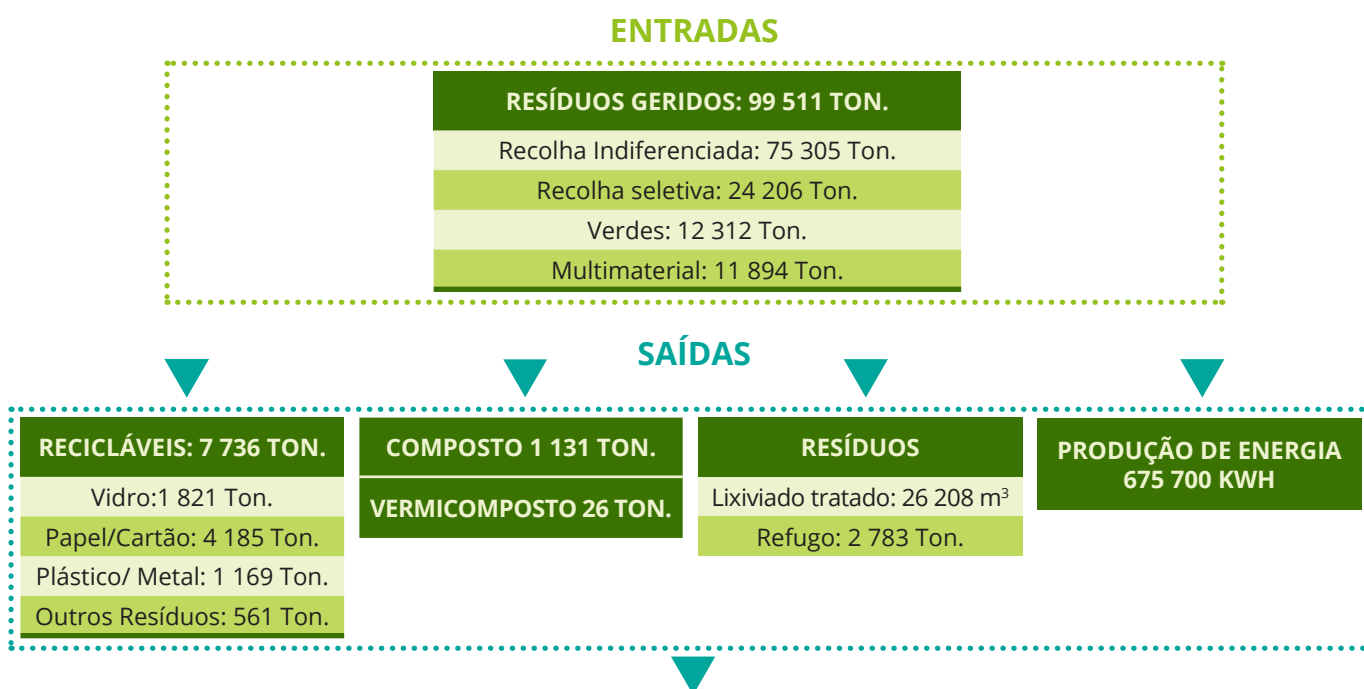 ENTRADAS
RESÍDUOS GERIDOS: 99 511 TON.
Recolha Indiferenciada: 75 305 Ton.
Recolha seletiva: 24 206 Ton.
Verdes: 12 312 Ton.
Multimaterial: 11 894 Ton.
SAÍDAS
RECICLÁVEIS: 7 736 TON.
Vidro:1 821 Ton.
Papel/Cartão: 4 185 Ton.
Plástico/ Metal: 1 169 Ton.
Outros Resíduos: 561 Ton.
COMPOSTO 1 131 TON.
VERMICOMPOSTO 26 TON.
RESÍDUOS
Lixiviado tratado: 26 208 m³
Refugo: 2 783 Ton.
PRODUÇÃO DE ENERGIA
675 700 KWH